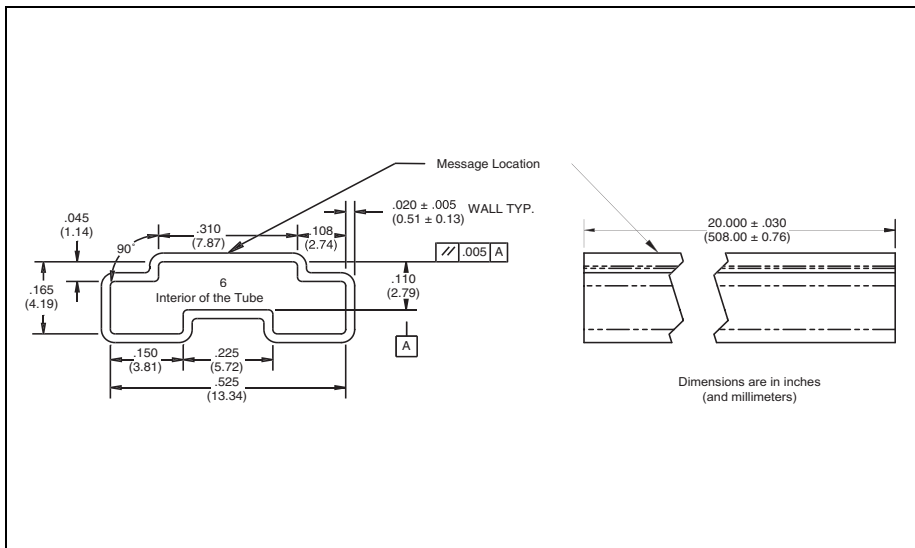 Message Location
.020 ± .005 WALL TYP.
(0.51 ± 0.13)
.045
(1.14)
.310
(7.87)
.108
(2.74)
90°
// .005 A
20.000 ± .030
(508.00 ± 0.76)
.165
(4.19)
6
Interior of the Tube
.110
(2.79)
A
.150
(3.81)
.225
(5.72)
.525
(13.34)
Dimensions are in inches
(and millimeters)